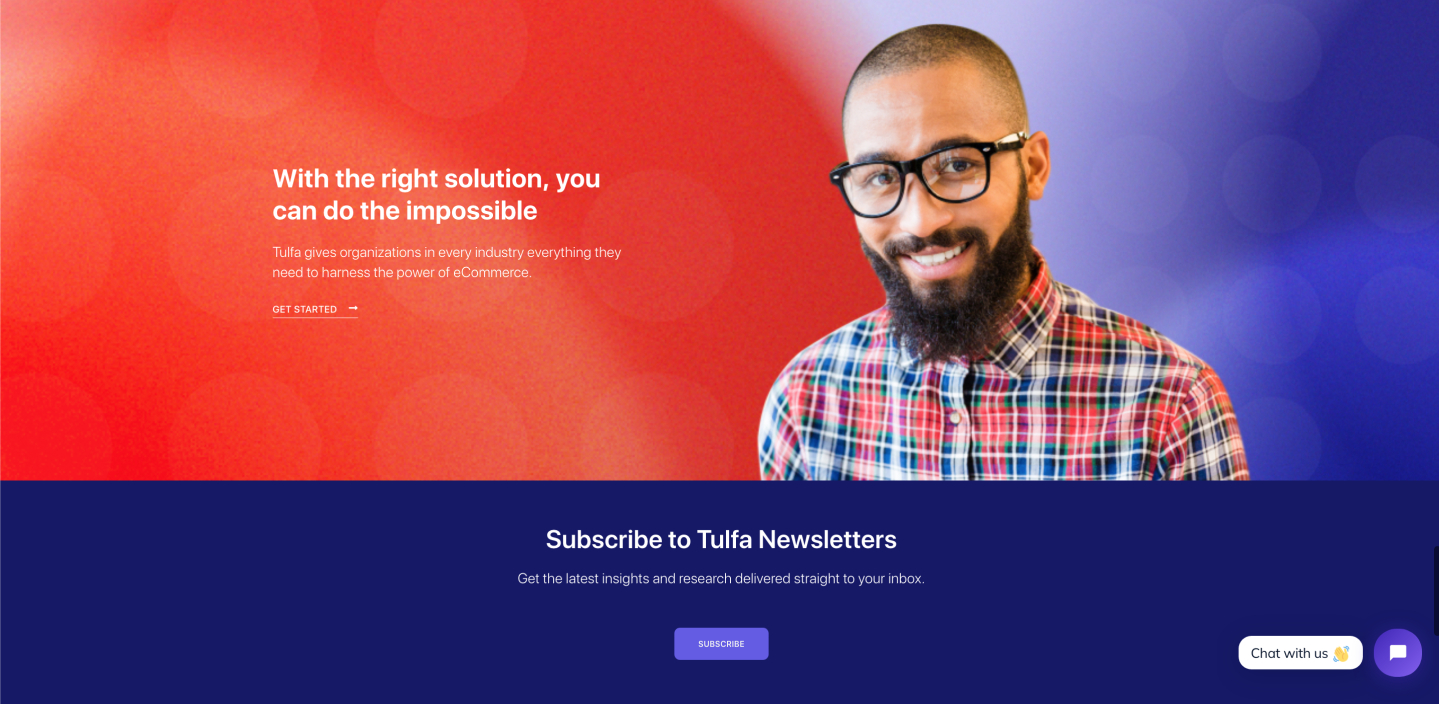 With the right solution, you
can do the impossible
Tulfa gives organizations in every industry everything they
need to harness the power of eCommerce.
GET STARTED →
Subscribe to Tulfa Newsletters
Get the latest insights and research delivered straight to your inbox.
SUBSCRIBE
Chat with us 👋